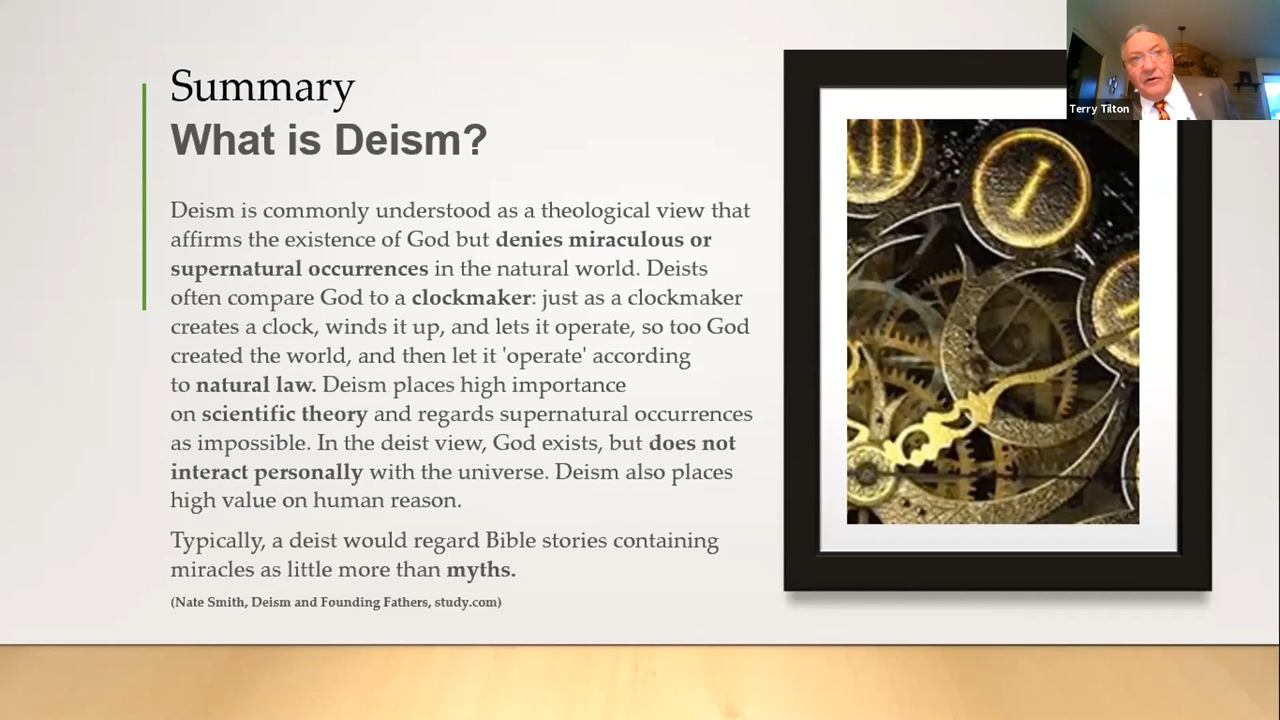 Summary
What is Deism?
Deism is commonly understood as a theological view that
affirms the existence of God but denies miraculous or
supernatural occurrences in the natural world. Deists
often compare God to a clockmaker: just as a clockmaker
creates a clock, winds it up, and lets it operate, so too God
created the world, and then let it 'operate' according
to natural law. Deism places high importance
on scientific theory and regards supernatural occurrences
as impossible. In the deist view, God exists, but does not
interact personally with the universe. Deism also places
high value on human reason.
Typically, a deist would regard Bible stories containing
miracles as little more than myths.
(Nate Smith, Deism and Founding Fathers, study.com)
Terry Tilton
I